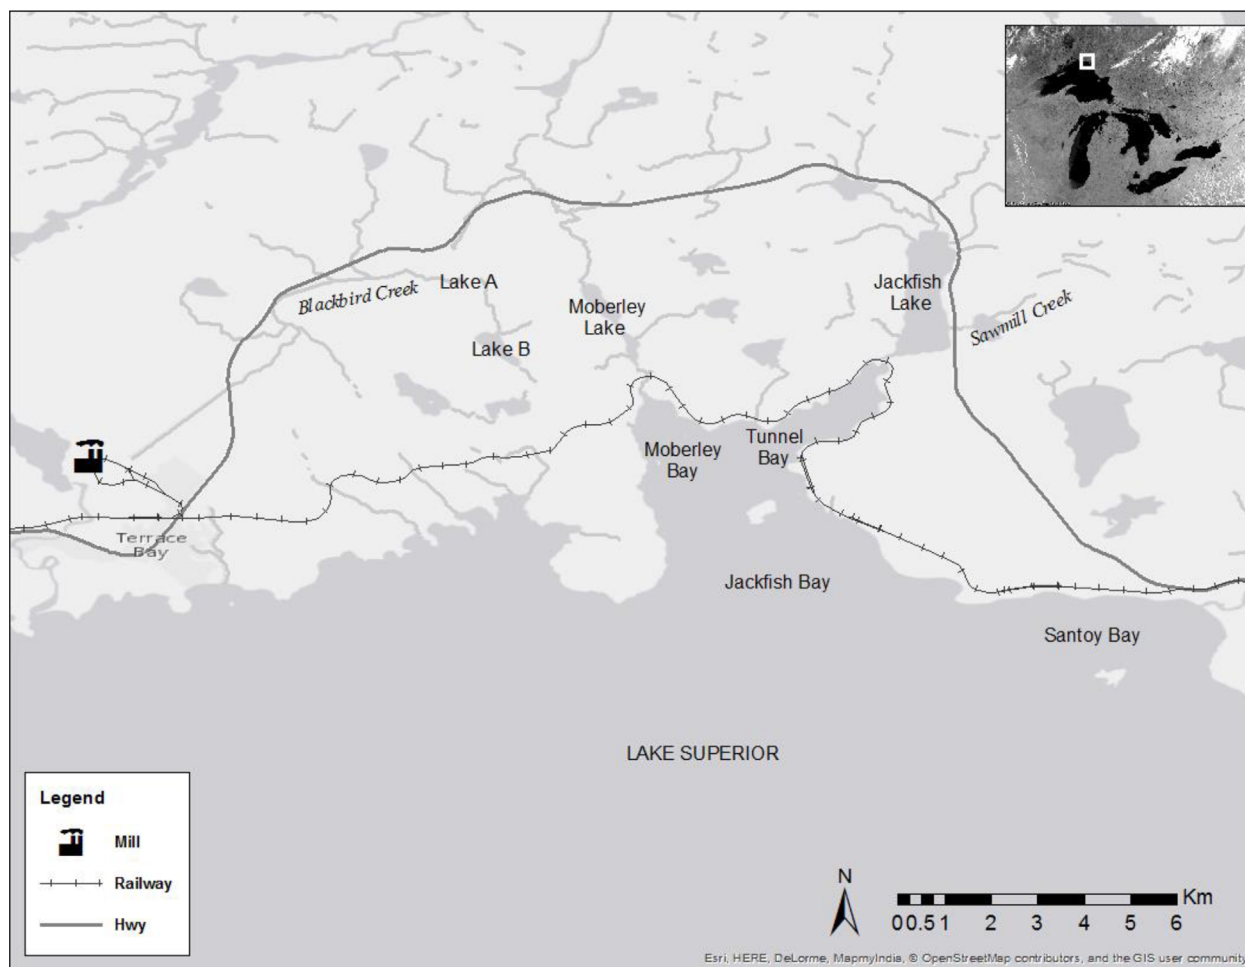 Blackbird Creek
Lake A
Moberley
Lake
Lake B
Jackfish
Lake
Sawmill Creek
Moberley
Bay
Tunnel
Bay
Terrace
Bay
Jackfish Bay
Santoy Bay
LAKE SUPERIOR
Legend
Mill
Railway
Hwy
N
Km
0 0.5 1 2 3 4 5 6
Esri, HERE, DeLorme, MapmyIndia, © OpenStreetMap contributors, and the GIS user community